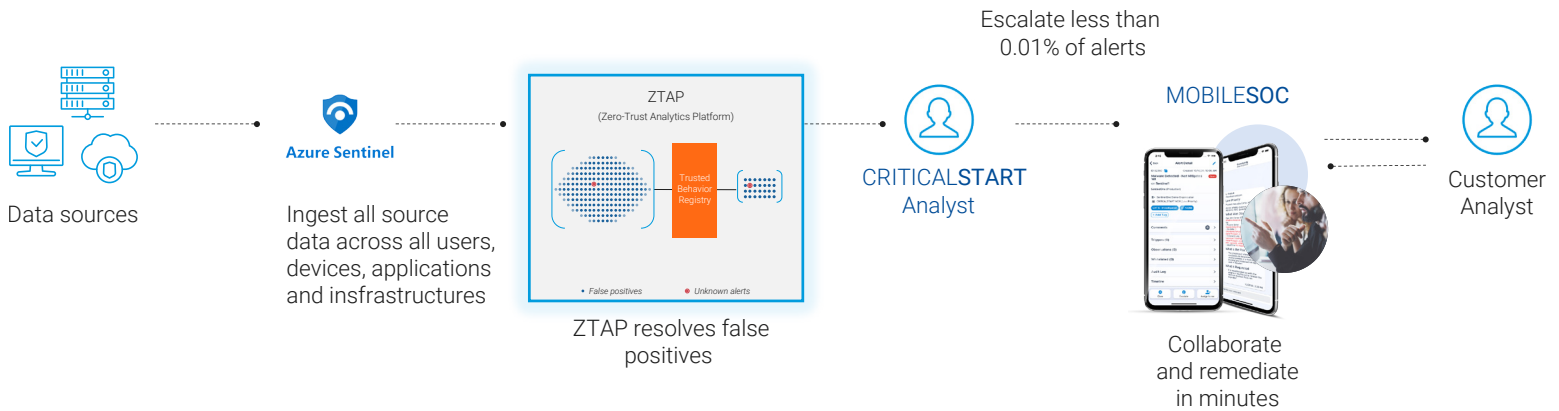 Data sources
Azure Sentinel
Ingest all source
data across all users,
devices, applications
and insfrastructures
ZTAP
(Zero-Trust Analytics Platform)
Trusted
Behavior
Registry
False positives
Unknown alerts
ZTAP resolves false
positives
CRITICALSTART
Analyst
Escalate less than
0.01% of alerts
MOBILESOC
Collaborate
and remediate
in minutes
Customer
Analyst